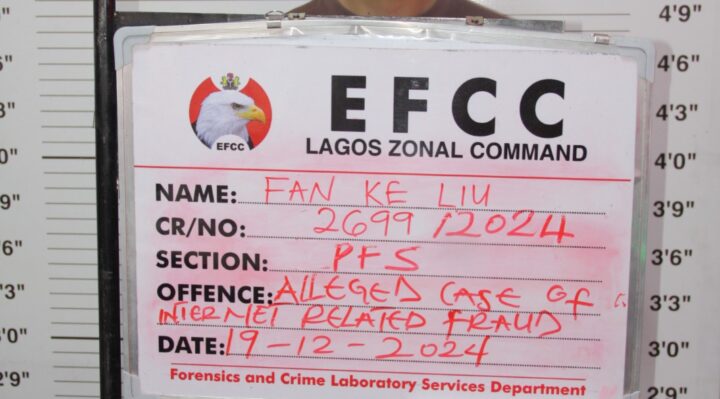 EFCC
EFCC
LAGOS ZONAL COMMAND
NAME: FAN KE LIU
CR/NO: 2699 /2024
SECTION: PFS
OFFENCE: ALLEGED CASE OF
INTERNET RELATED FRAUD
DATE: 19-12-2024
Forensics and Crime Laboratory Services Department
4'9"
4'6"
4'3"
4'0"
3'9"
3'6"
3'3"
3'0"
2'9"